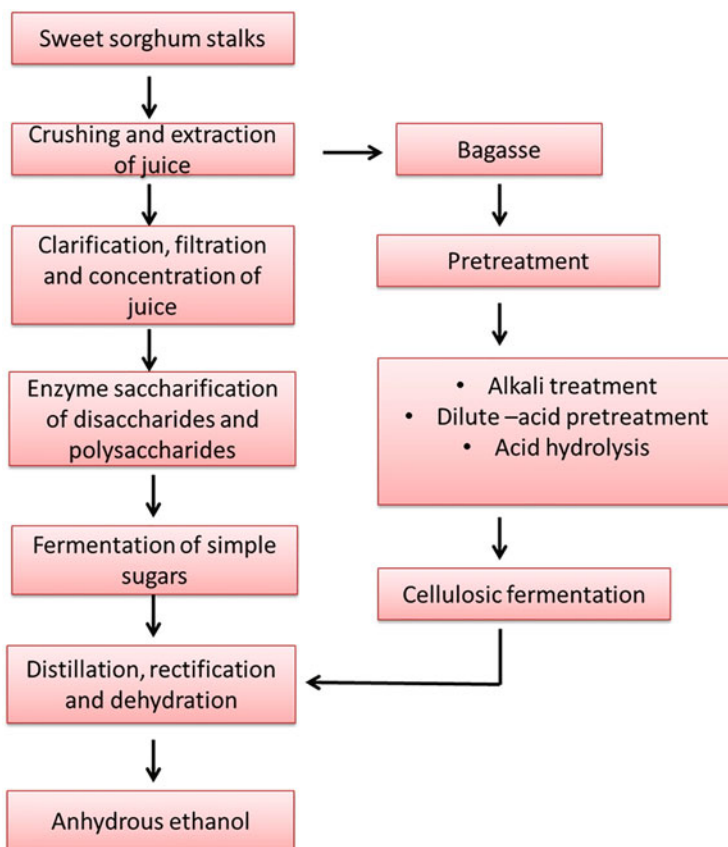 Sweet sorghum stalks
Crushing and extraction
of juice
Bagasse
Clarification, filtration
and concentration of
juice
Pretreatment
Enzyme saccharification
of disaccharides and
polysaccharides
• Alkali treatment
• Dilute –acid pretreatment
• Acid hydrolysis
Fermentation of simple
sugars
Cellulosic fermentation
Distillation, rectification
and dehydration
Anhydrous ethanol